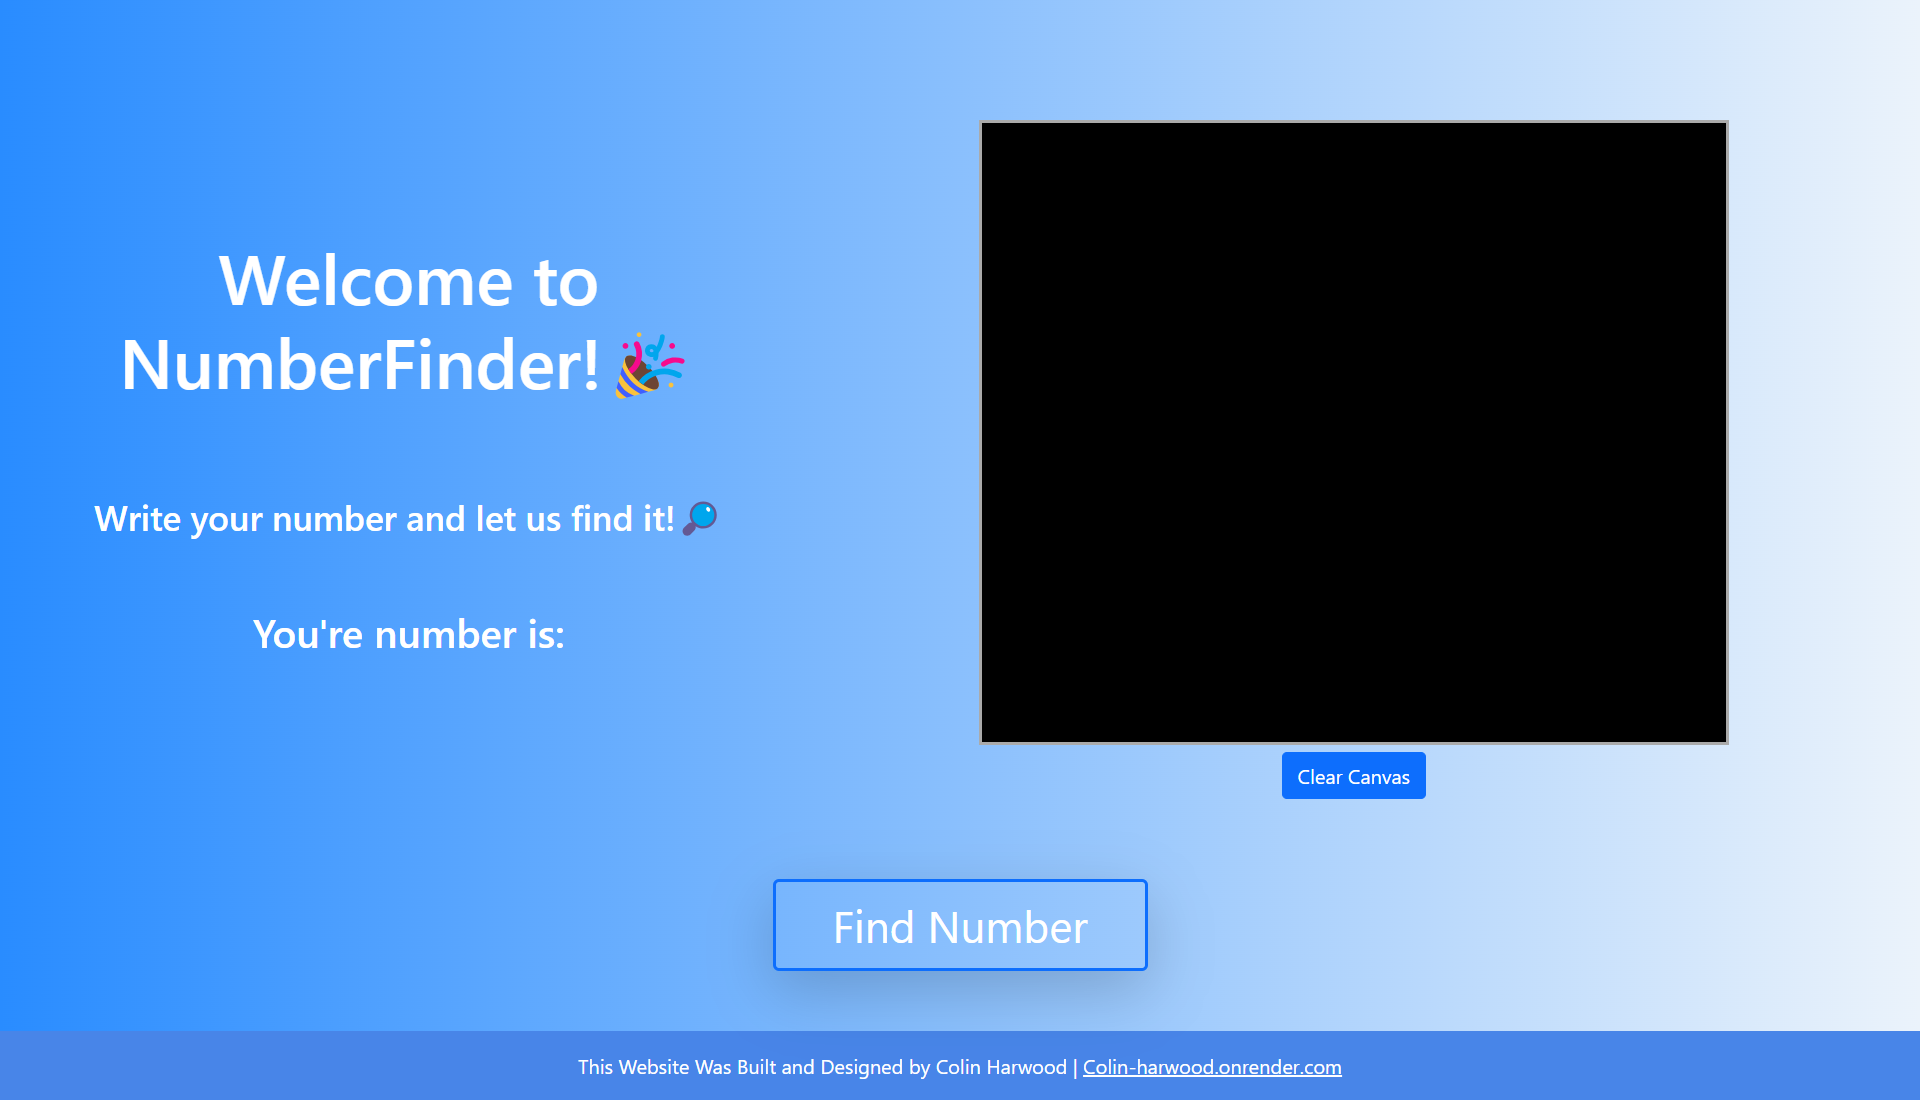 Welcome to
NumberFinder! 🎉
Write your number and let us find it! 🔎
You're number is:
Clear Canvas
Find Number
This Website Was Built and Designed by Colin Harwood | Colin-harwood.onrender.com